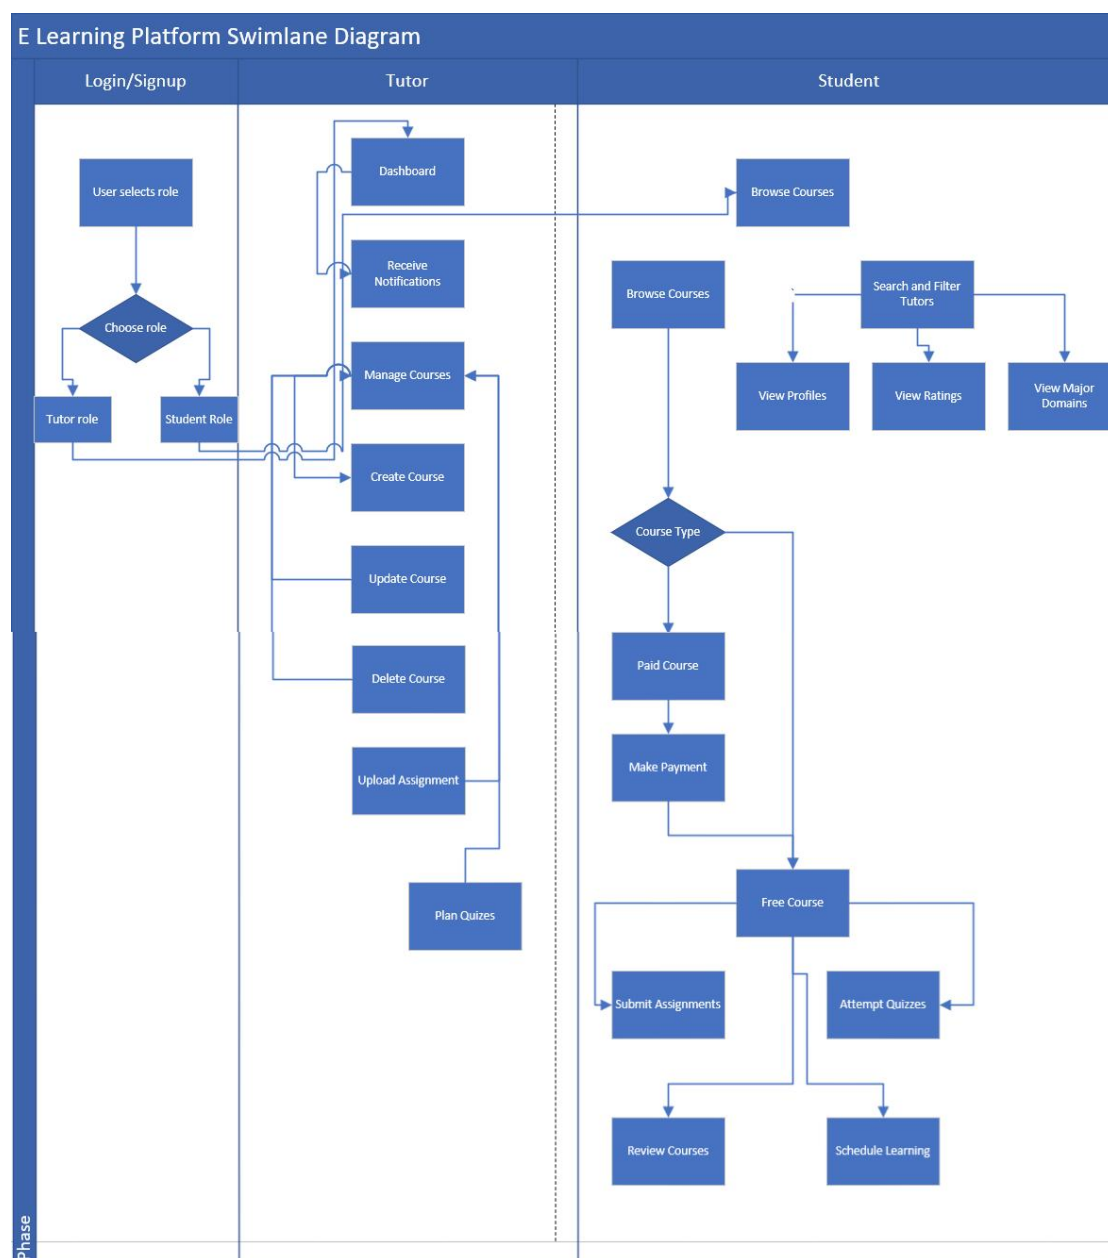 E Learning Platform Swimlane Diagram
Login/Signup
Tutor
Student
User selects role
Choose role
Tutor role
Student Role
Dashboard
Receive
Notifications
Manage Courses
Create Course
Update Course
Delete Course
Upload Assignment
Plan Quizes
Browse Courses
Browse Courses
Search and Filter
Tutors
View Profiles
View Ratings
View Major
Domains
Course Type
Paid Course
Make Payment
Free Course
Submit Assignments
Attempt Quizzes
Review Courses
Schedule Learning
Phase